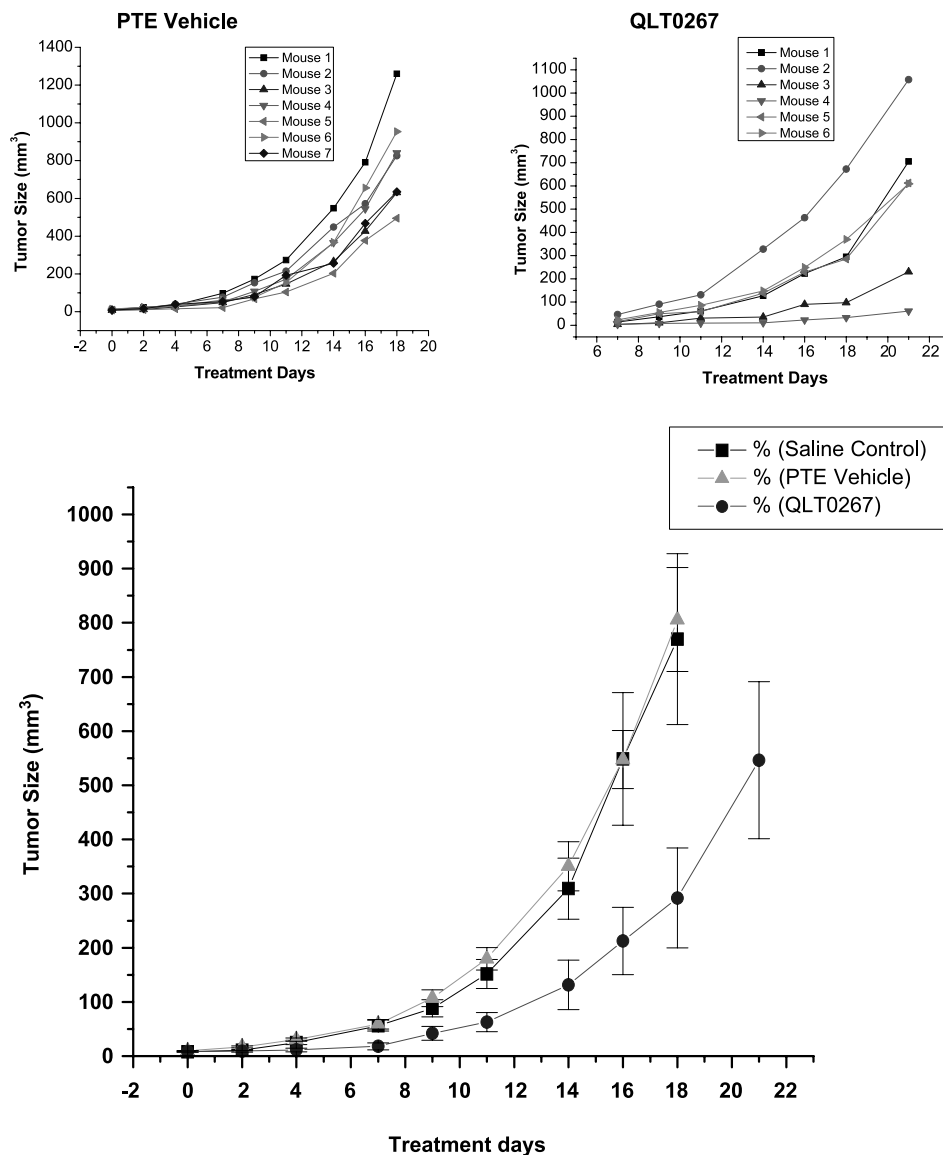 PTE Vehicle
1400
1200
1000
800
600
400
200
0
-2 0 2 4 6 8 10 12 14 16 18 20
Tumor Size (mm³)
Treatment Days
Mouse 1
Mouse 2
Mouse 3
Mouse 4
Mouse 5
Mouse 6
Mouse 7
QLT0267
1100
1000
900
800
700
600
500
400
300
200
100
0
6 8 10 12 14 16 18 20 22
Tumor Size (mm³)
Treatment Days
Mouse 1
Mouse 2
Mouse 3
Mouse 4
Mouse 5
Mouse 6
% (Saline Control)
% (PTE Vehicle)
% (QLT0267)
1000
900
800
700
600
500
400
300
200
100
0
-2 0 2 4 6 8 10 12 14 16 18 20 22
Tumor Size (mm³)
Treatment days